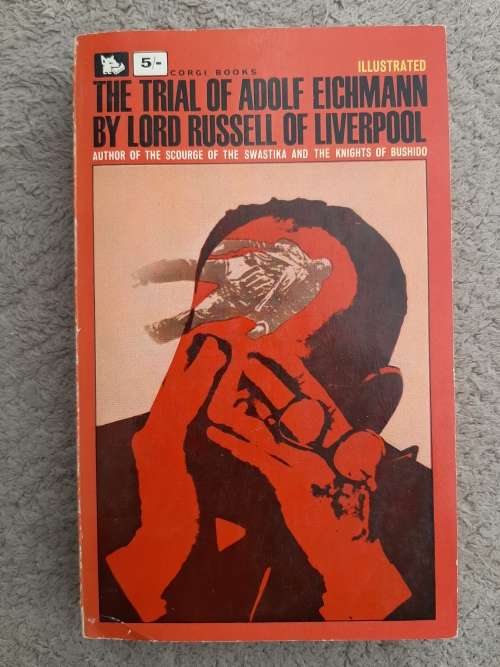 5/-
CORGI BOOKS
ILLUSTRATED
THE TRIAL OF ADOLF EICHMANN
BY LORD RUSSELL OF LIVERPOOL
AUTHOR OF THE SCOURGE OF THE SWASTIKA AND THE KNIGHTS OF BUSHIDO